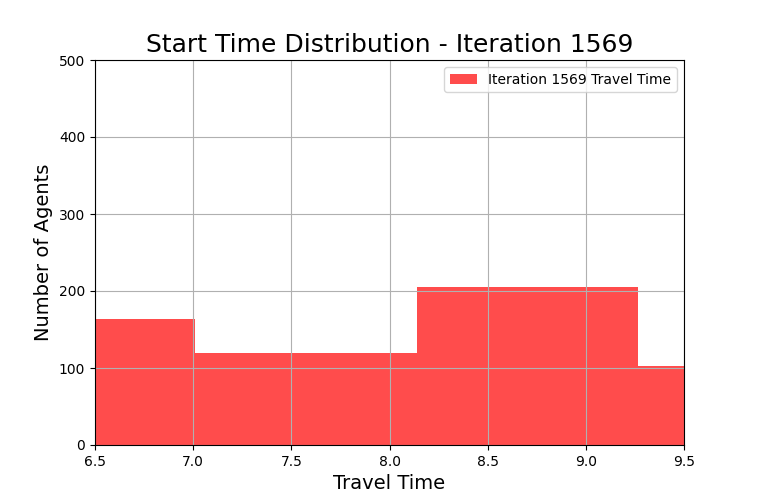 Start Time Distribution - Iteration 1569
Iteration 1569 Travel Time
Number of Agents
500
400
300
200
100
0
6.5 7.0 7.5 8.0 8.5 9.0 9.5
Travel Time